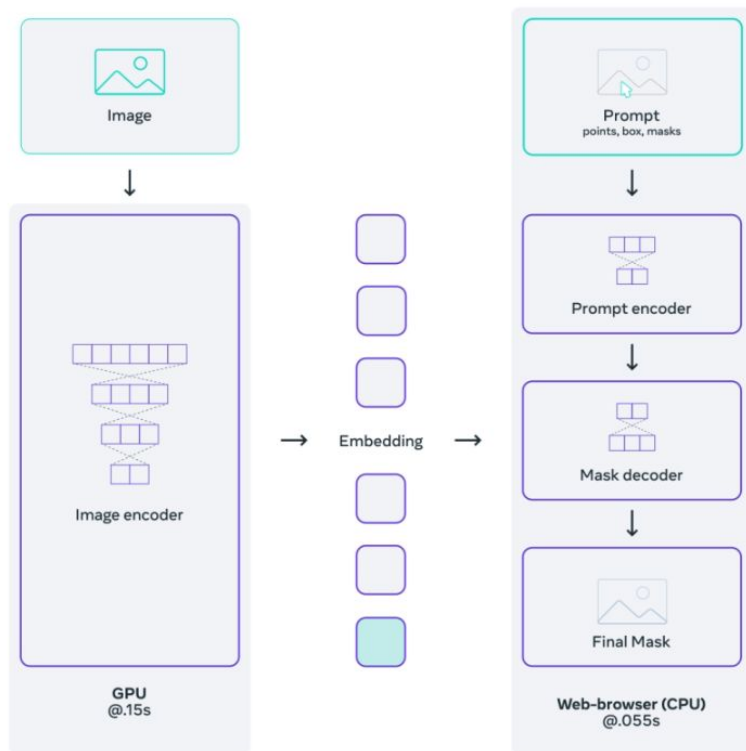 Image
Image encoder
GPU
@.15s
Embedding
Prompt
points, box, masks
Prompt encoder
Mask decoder
Final Mask
Web-browser (CPU)
@.055s